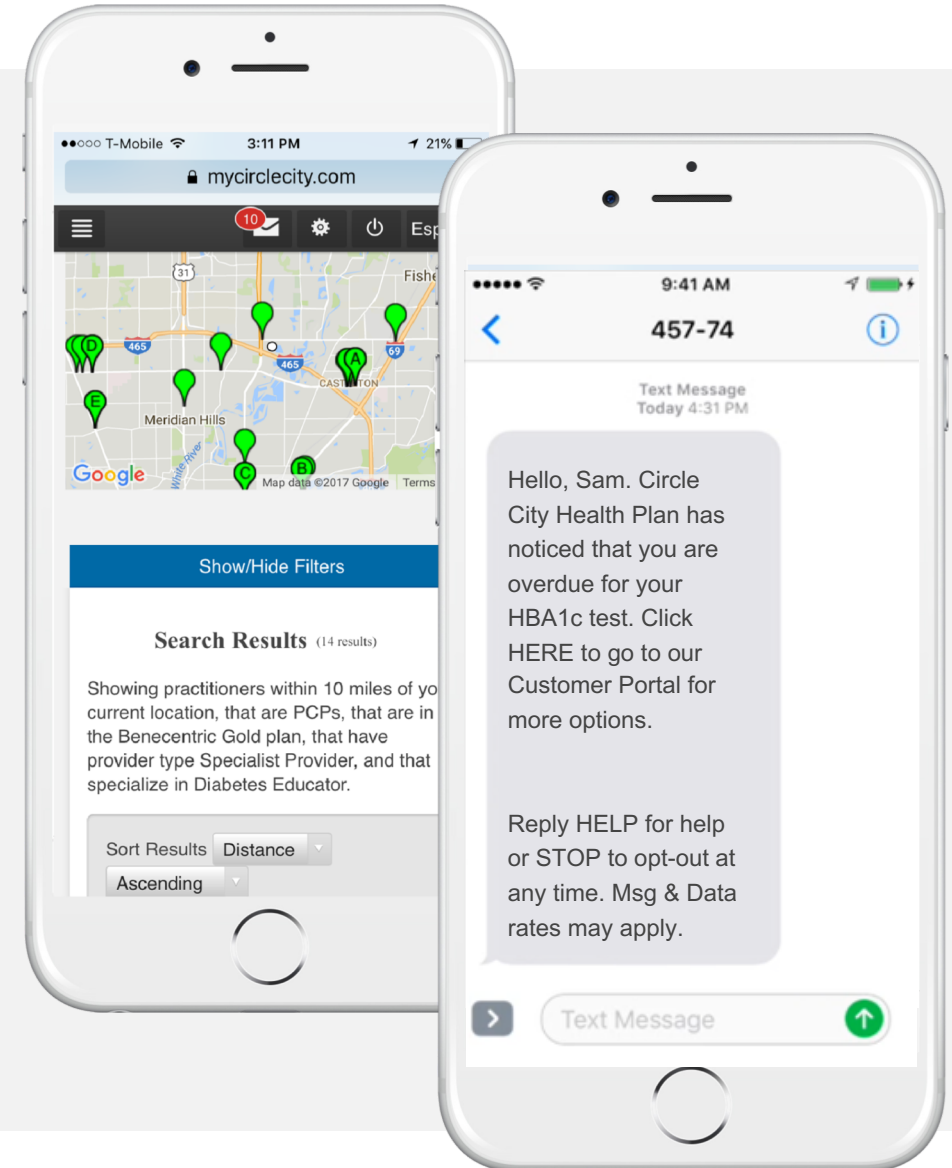 T-Mobile 3:11 PM 21%
mycirclecity.com
10
31
D
465
465
A
69
E
Meridian Hills
White River
B
C
Google
Map data ©2017 Google Terms
Show/Hide Filters
Search Results (14 results)
Showing practitioners within 10 miles of yo
current location, that are PCPs, that are in
the Benecentric Gold plan, that have
provider type Specialist Provider, and that
specialize in Diabetes Educator.
Sort Results Distance
Ascending
9:41 AM
457-74
Text Message
Today 4:31 PM
Hello, Sam. Circle
City Health Plan has
noticed that you are
overdue for your
HBA1c test. Click
HERE to go to our
Customer Portal for
more options.
Reply HELP for help
or STOP to opt-out at
any time. Msg & Data
rates may apply.
Text Message